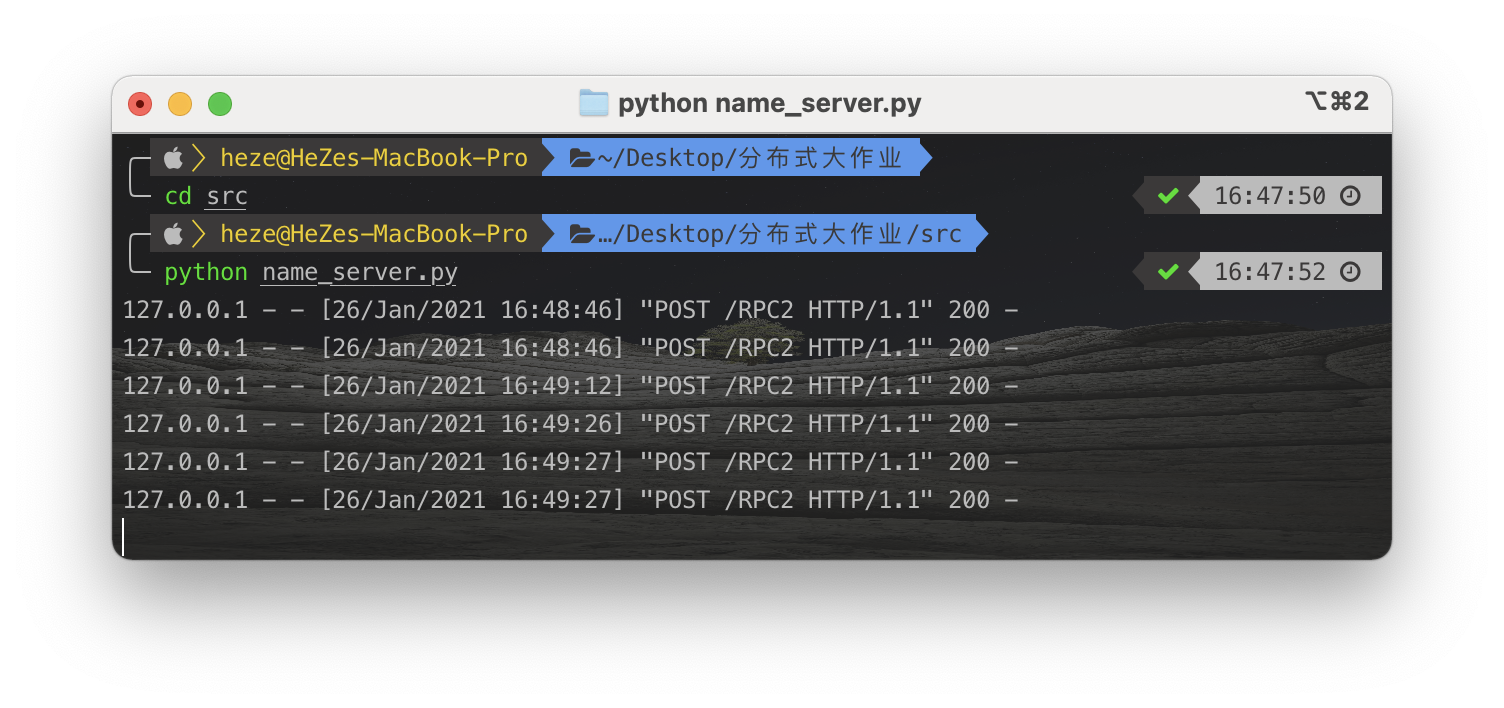 python name_server.py ⌥⌘2
heze@HeZes-MacBook-Pro ~/Desktop/分布式大作业
cd src 16:47:50
heze@HeZes-MacBook-Pro …/Desktop/分布式大作业/src
python name_server.py 16:47:52
127.0.0.1 - - [26/Jan/2021 16:48:46] "POST /RPC2 HTTP/1.1" 200 -
127.0.0.1 - - [26/Jan/2021 16:48:46] "POST /RPC2 HTTP/1.1" 200 -
127.0.0.1 - - [26/Jan/2021 16:49:12] "POST /RPC2 HTTP/1.1" 200 -
127.0.0.1 - - [26/Jan/2021 16:49:26] "POST /RPC2 HTTP/1.1" 200 -
127.0.0.1 - - [26/Jan/2021 16:49:27] "POST /RPC2 HTTP/1.1" 200 -
127.0.0.1 - - [26/Jan/2021 16:49:27] "POST /RPC2 HTTP/1.1" 200 -